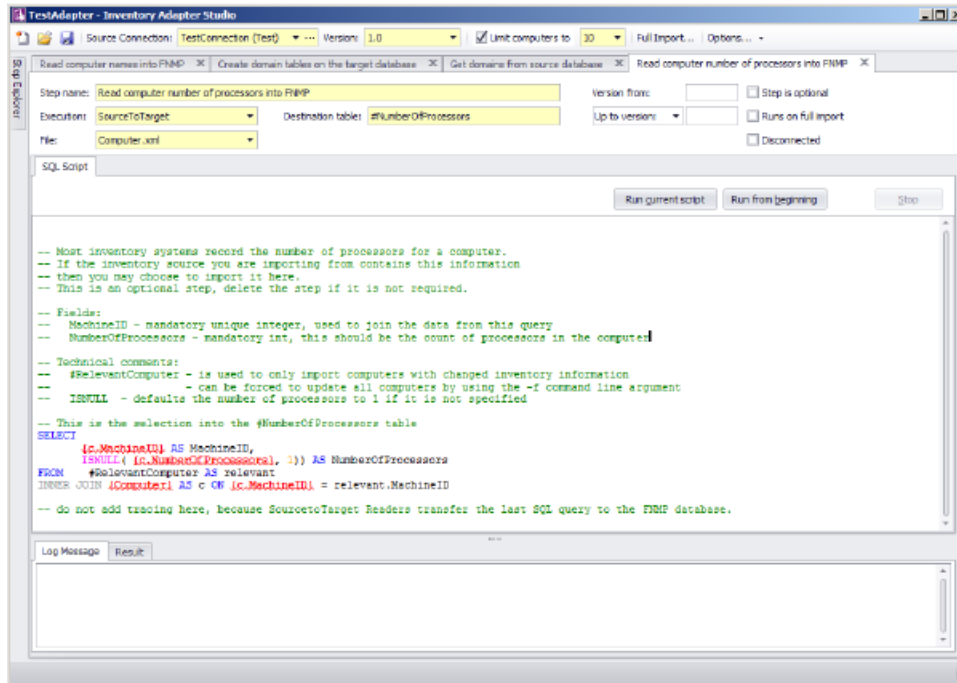 TestAdapter - Inventory Adapter Studio
Source Connection: TestConnection (Test) Version: 1.0 Limit computers to 10 Full Import... Options...
Step Explorer
Read computer names into FNMP Create domain tables on the target database Get domains from source database Read computer number of processors into FNMP
Step name: Read computer number of processors into FNMP Version from: Step is optional
Execution: SourceToTarget Destination table: #NumberOfProcessors Up to version: Runs on full import
File: Computer.xml Disconnected
SQL Script
Run current script Run from beginning Stop
-- Most inventory systems record the number of processors for a computer.
-- If the inventory source you are importing from contains this information
-- then you may choose to import it here.
-- This is an optional step, delete the step if it is not required.
-- Fields:
-- MachineID - mandatory unique integer, used to join the data from this query
-- NumberOfProcessors - mandatory int, this should be the count of processors in the computer
-- Technical comments:
-- #RelevantComputer - is used to only import computers with changed inventory information
-- - can be forced to update all computers by using the -f command line argument
-- ISNULL - defaults the number of processors to 1 if it is not specified
-- This is the selection into the #NumberOfProcessors table
SELECT
[c.MachineID] AS MachineID,
ISNULL( [c.NumberOfProcessors], 1)) AS NumberOfProcessors
FROM #RelevantComputer AS relevant
INNER JOIN [Computer] AS c ON [c.MachineID] = relevant.MachineID
-- do not add tracing here, because SourcetoTarget Readers transfer the last SQL query to the FNMP database.
Log Message Result